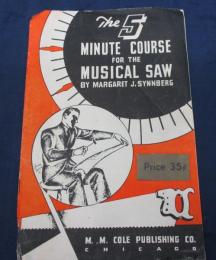 The 5
MINUTE COURSE
FOR THE
MUSICAL SAW
BY MARGARET J. SYNNBERG
Price 35¢
M. M. COLE PUBLISHING CO.
CHICAGO